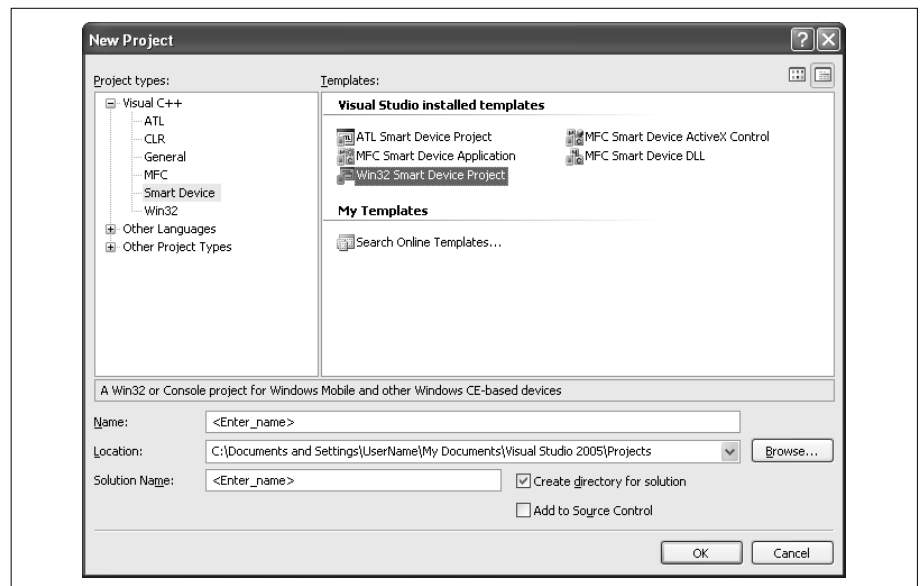 New Project
Project types:
Templates:
Visual C++
ATL
CLR
General
MFC
Smart Device
Win32
Other Languages
Other Project Types
Visual Studio installed templates
ATL Smart Device Project
MFC Smart Device ActiveX Control
MFC Smart Device Application
MFC Smart Device DLL
Win32 Smart Device Project
My Templates
Search Online Templates...
A Win32 or Console project for Windows Mobile and other Windows CE-based devices
Name: <Enter_name>
Location: C:\Documents and Settings\UserName\My Documents\Visual Studio 2005\Projects Browse...
Solution Name: <Enter_name> Create directory for solution
Add to Source Control
OK Cancel